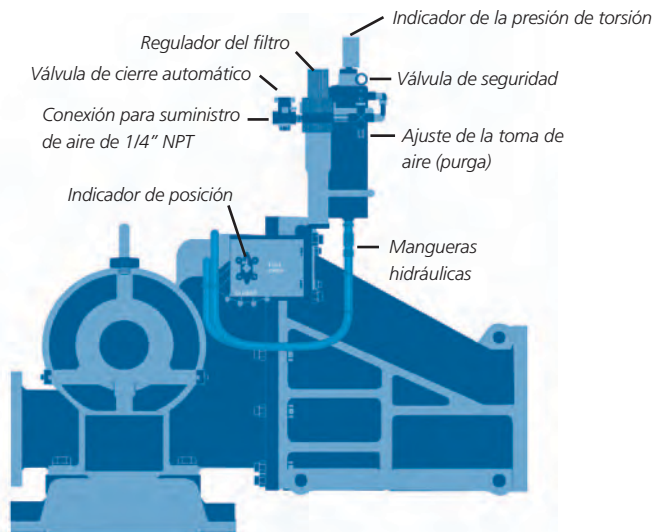 Indicador de la presión de torsión
Regulador del filtro
Válvula de cierre automático
Válvula de seguridad
Conexión para suministro
de aire de 1/4” NPT
Ajuste de la toma de
aire (purga)
Indicador de posición
Mangueras
hidráulicas